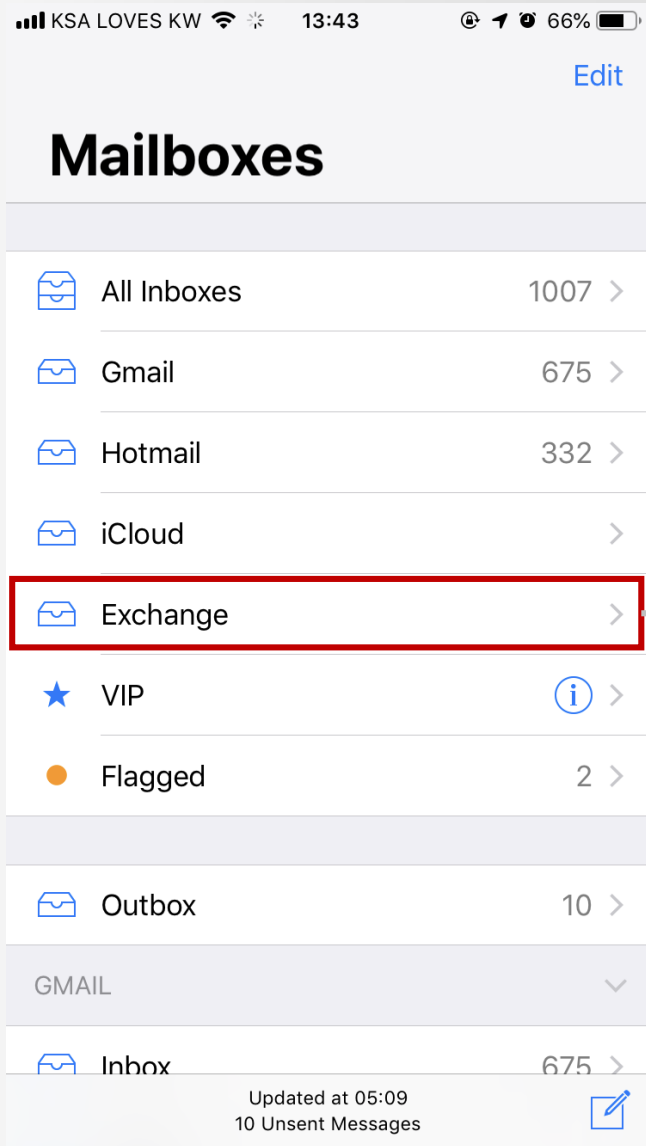 KSA LOVES KW 13:43 66%
Edit
Mailboxes
All Inboxes 1007
Gmail 675
Hotmail 332
iCloud
Exchange
VIP i
Flagged 2
Outbox 10
GMAIL
Inbox 675
Updated at 05:09
10 Unsent Messages